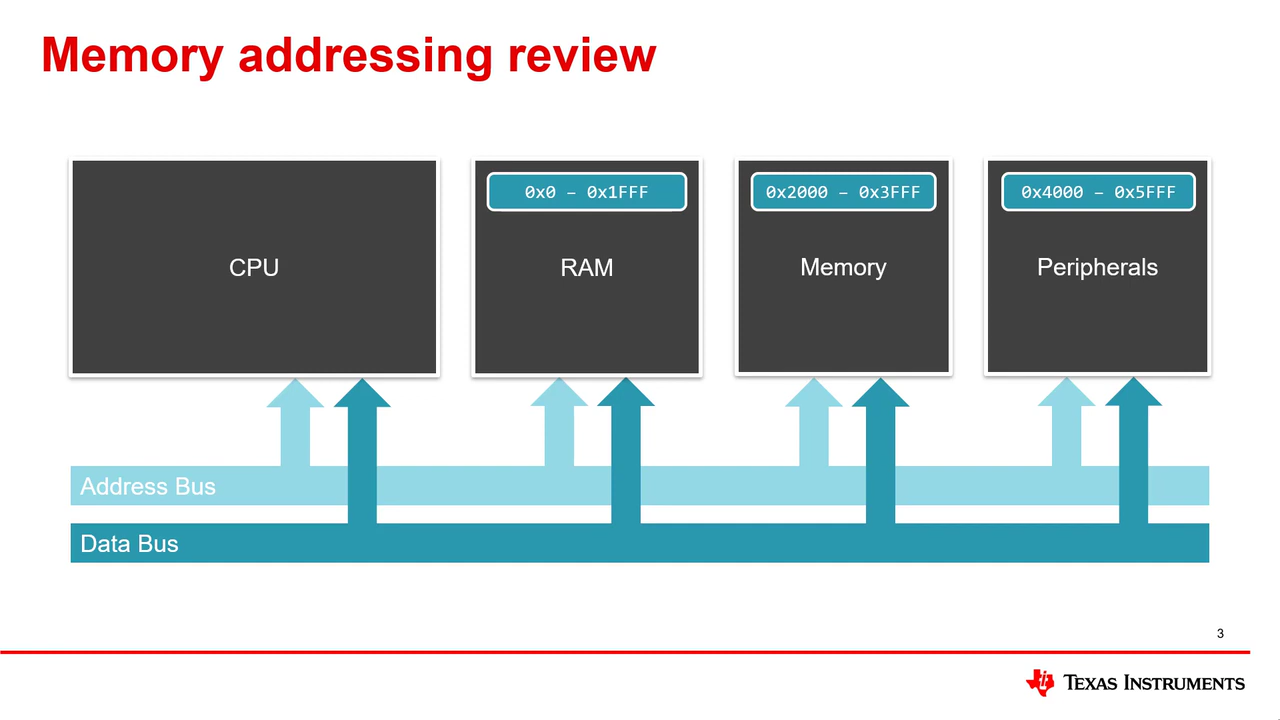 Memory addressing review
0x0 – 0x1FFF
0x2000 – 0x3FFF
0x4000 – 0x5FFF
CPU
RAM
Memory
Peripherals
Address Bus
Data Bus
3
TEXAS INSTRUMENTS